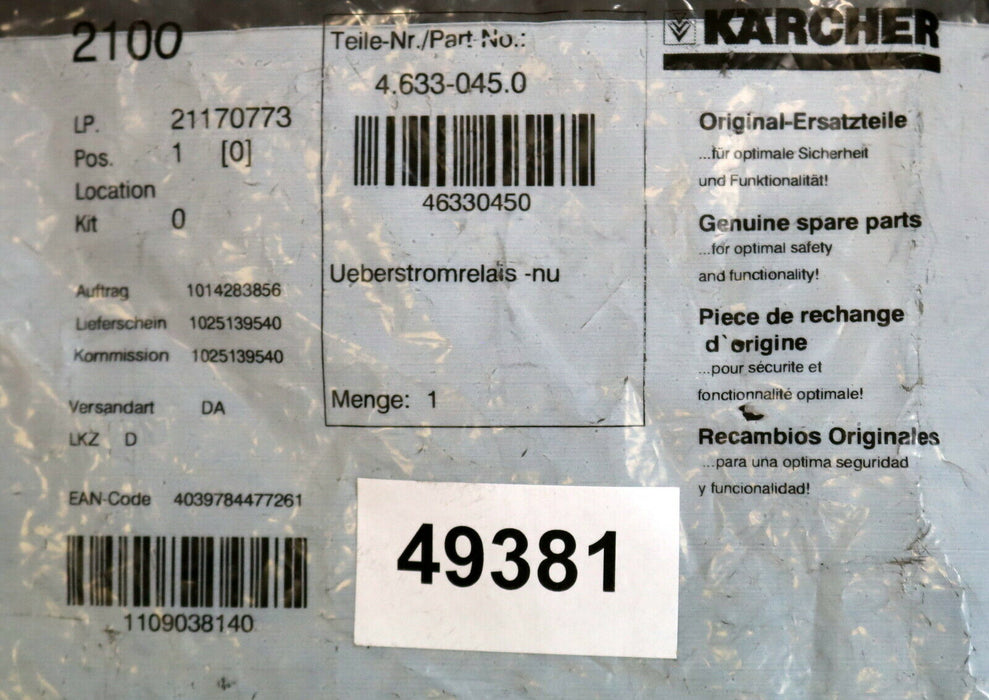 2100
LP. 21170773
Pos. 1 [0]
Location
Kit 0
Auftrag 1014283856
Lieferschein 1025139540
Kommission 1025139540
Versandart DA
LKZ D
EAN-Code 4039784477261
1109038140
Teile-Nr./Part-No.:
4.633-045.0
46330450
Ueberstromrelais -nu
Menge: 1
49381
KÄRCHER
Original-Ersatzteile
...für optimale Sicherheit
und Funktionalität!
Genuine spare parts
...for optimal safety
and functionality!
Piece de rechange
d`origine
...pour sécurite et
fonctionnalité optimale!
Recambios Originales
...para una optima seguridad
y funcionalidad!